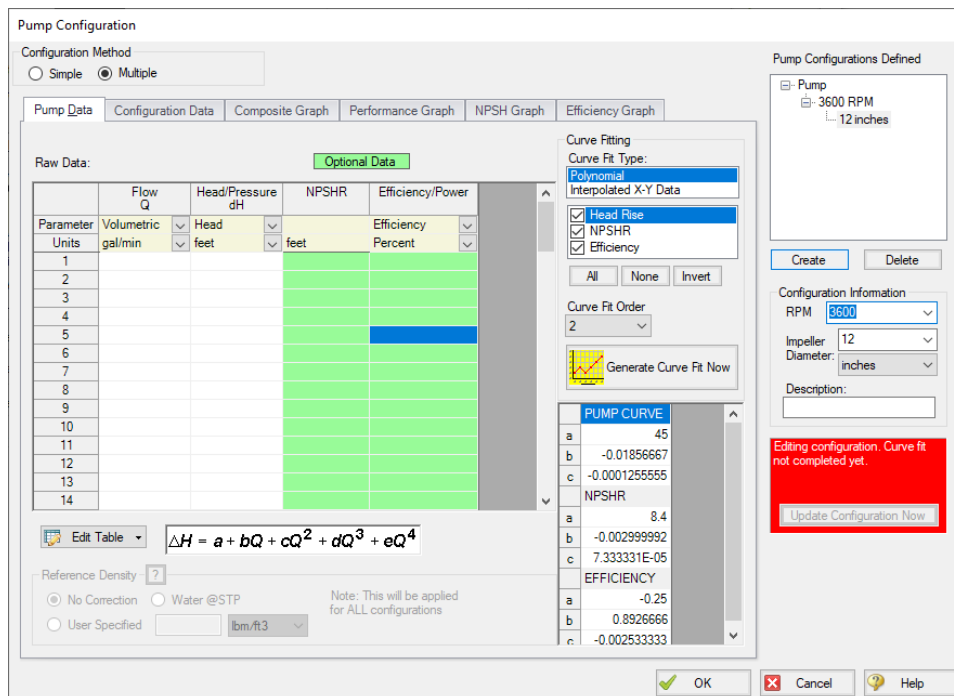 Pump Configuration
Configuration Method
Simple Multiple
Pump Data Configuration Data Composite Graph Performance Graph NPSH Graph Efficiency Graph
Raw Data:
Optional Data
Flow Head/Pressure NPSHR Efficiency/Power
Q dH
Parameter Volumetric Head Efficiency
Units gal/min feet feet Percent
1
2
3
4
5
6
7
8
9
10
11
12
13
14
Edit Table
△H = a + bQ + cQ² + dQ³ + eQ⁴
Reference Density ?
No Correction Water @STP
User Specified lbm/ft3
Note: This will be applied
for ALL configurations
Curve Fitting
Curve Fit Type:
Polynomial
Interpolated X-Y Data
Head Rise
NPSHR
Efficiency
All None Invert
Curve Fit Order
2
Generate Curve Fit Now
PUMP CURVE
a 45
b -0.01856667
c -0.0001255555
NPSHR
a 8.4
b -0.002999992
c 7.333331E-05
EFFICIENCY
a -0.25
b 0.8926666
c -0.002533333
Pump Configurations Defined
Pump
3600 RPM
12 inches
Create Delete
Configuration Information
RPM 3600
Impeller 12
Diameter: inches
Description:
Editing configuration. Curve fit
not completed yet.
Update Configuration Now
OK Cancel Help